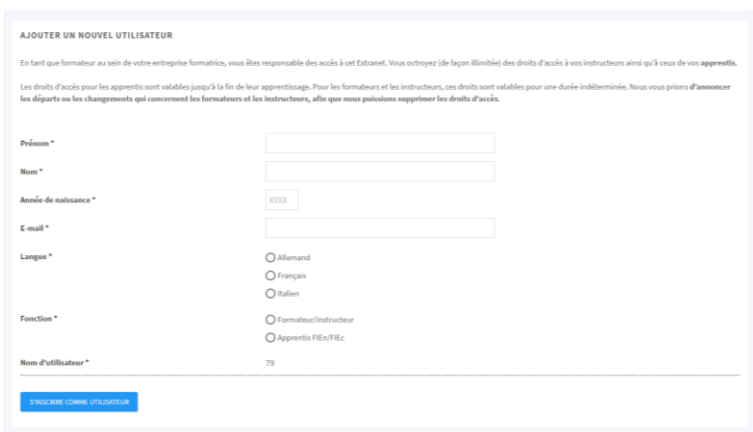 AJOUTER UN NOUVEL UTILISATEUR
En tant que formateur au sein de votre entreprise formatrice, vous êtes responsable des accès à cet Extranet. Vous octroyez (de façon illimitée) des droits d'accès à vos instructeurs ainsi qu'à ceux de vos apprentis.
Les droits d'accès pour les apprentis sont valables jusqu'à la fin de leur apprentissage. Pour les formateurs et les instructeurs, ces droits sont valables pour une durée indéterminée. Nous vous prions d'annoncer
les départs ou les changements qui concernent les formateurs et les instructeurs, afin que nous puissions supprimer les droits d'accès.
Prénom *
Nom *
Année de naissance * XXXX
E-mail *
Langue * Allemand
Français
Italien
Fonction * Formateur/instructeur
Apprentis FIEn/FIEc
Nom d'utilisateur * 79
S'INSCRIRE COMME UTILISATEUR